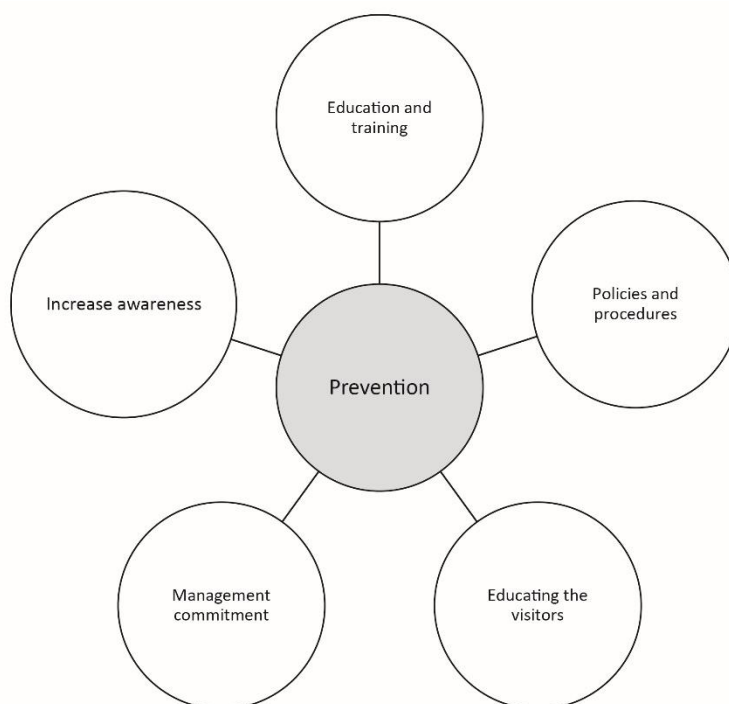 Education and
training
Increase awareness
Policies and
procedures
Prevention
Management
commitment
Educating the
visitors